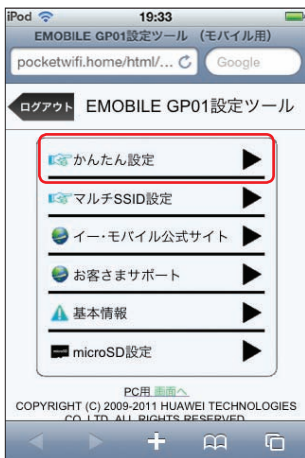 iPod 19:33
EMOBILE GP01設定ツール （モバイル用）
pocketwifi.home/html/... Google
ログアウト EMOBILE GP01設定ツール
かんたん設定
マルチSSID設定
イー・モバイル公式サイト
お客さまサポート
基本情報
microSD設定
PC用 画面へ
COPYRIGHT (C) 2009-2011 HUAWEI TECHNOLOGIES
CO.,LTD. ALL RIGHTS RESERVED